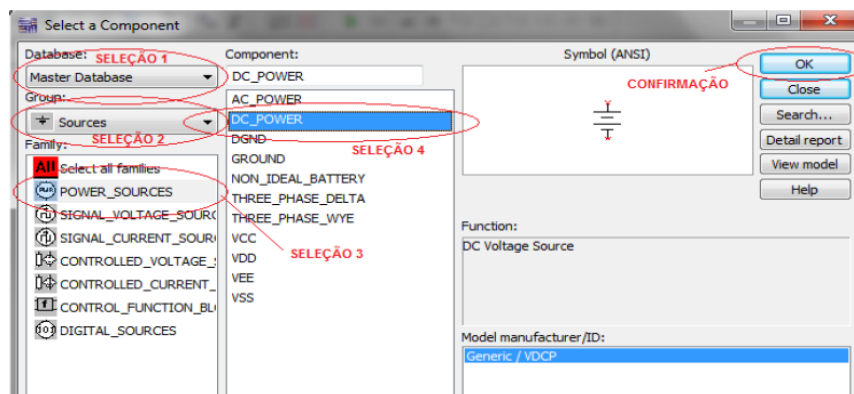 Select a Component
Database:
SELEÇÃO 1
Master Database
Group:
Sources
SELEÇÃO 2
Family:
All Select all families
POWER_SOURCES
SIGNAL_VOLTAGE_SOUR
SIGNAL_CURRENT_SOUR
CONTROLLED_VOLTAGE_
CONTROLLED_CURRENT_
CONTROL_FUNCTION_BL
DIGITAL_SOURCES
SELEÇÃO 3
Component:
DC_POWER
AC_POWER
DC_POWER
DGND
GROUND
NON_IDEAL_BATTERY
THREE_PHASE_DELTA
THREE_PHASE_WYE
VCC
VDD
VEE
VSS
SELEÇÃO 4
Symbol (ANSI)
CONFIRMAÇÃO
OK
Close
Search...
Detail report
View model
Help
Function:
DC Voltage Source
Model manufacturer/ID:
Generic / VDCP